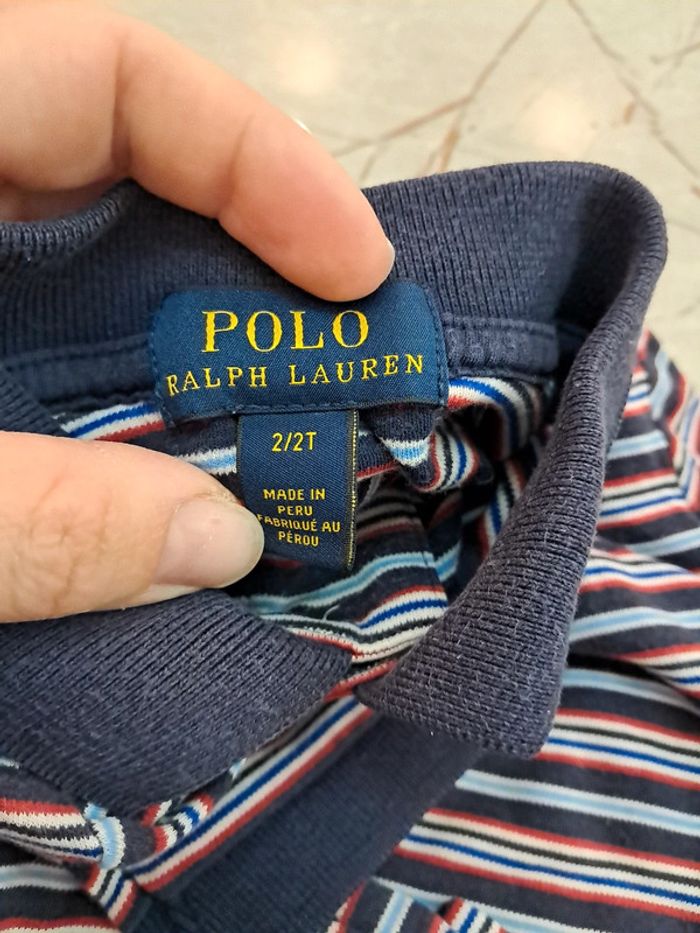 POLO
RALPH LAUREN
2/2T
MADE IN
PERU
FABRIQUÉ AU
PÉROU